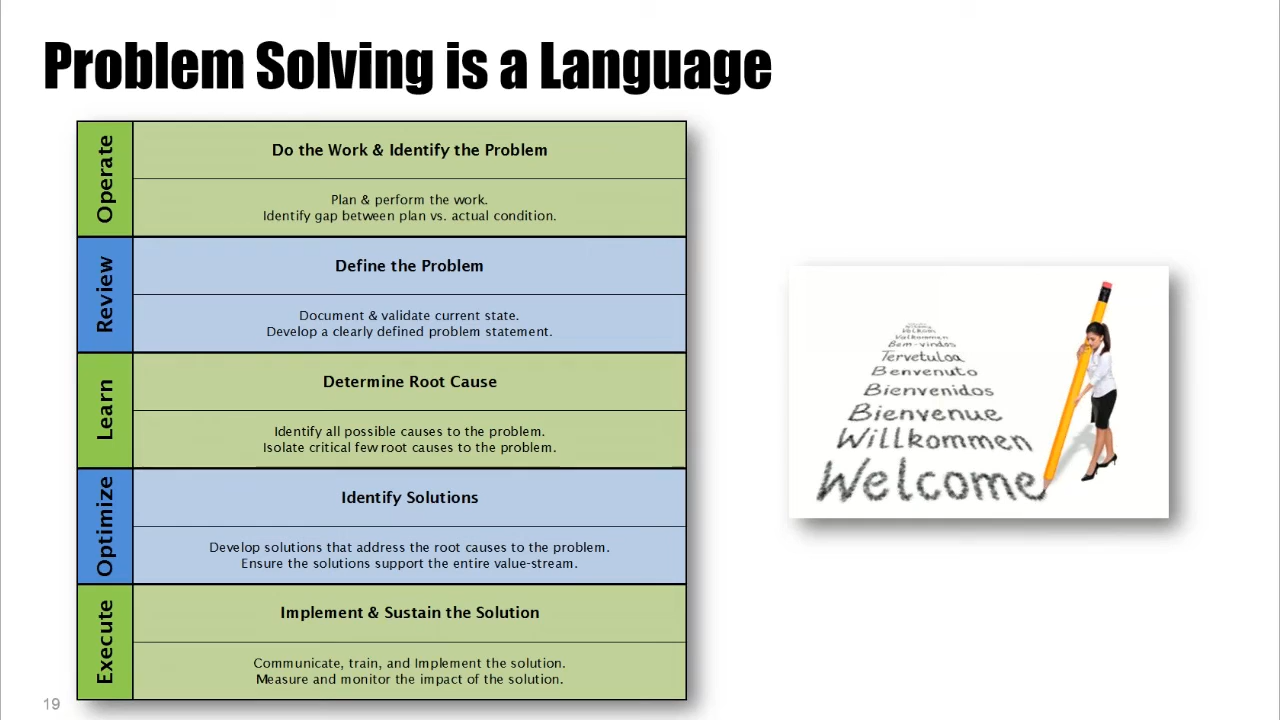 Problem Solving is a Language
Operate
Do the Work & Identify the Problem
Plan & perform the work.
Identify gap between plan vs. actual condition.
Review
Define the Problem
Document & validate current state.
Develop a clearly defined problem statement.
Learn
Determine Root Cause
Identify all possible causes to the problem.
Isolate critical few root causes to the problem.
Optimize
Identify Solutions
Develop solutions that address the root causes to the problem.
Ensure the solutions support the entire value-stream.
Execute
Implement & Sustain the Solution
Communicate, train, and Implement the solution.
Measure and monitor the impact of the solution.
Välkommen
Bem-vindos
Tervetuloa
Benvenuto
Bienvenidos
Bienvenue
Willkommen
Welcome
19